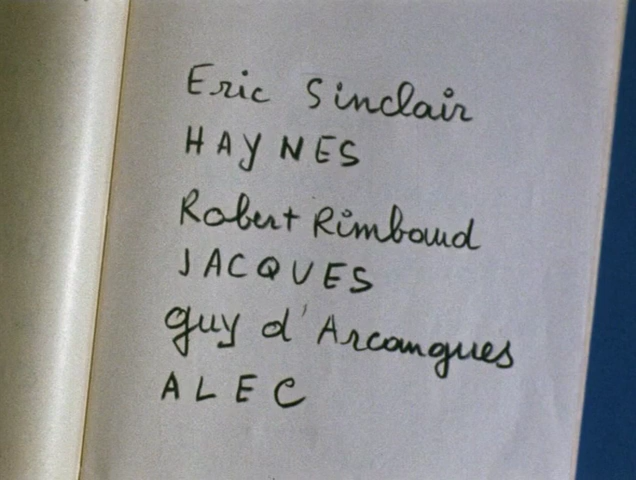 Eric Sinclair
HAYNES
Robert Rimbaud
JACQUES
guy d'Arcangues
ALEC